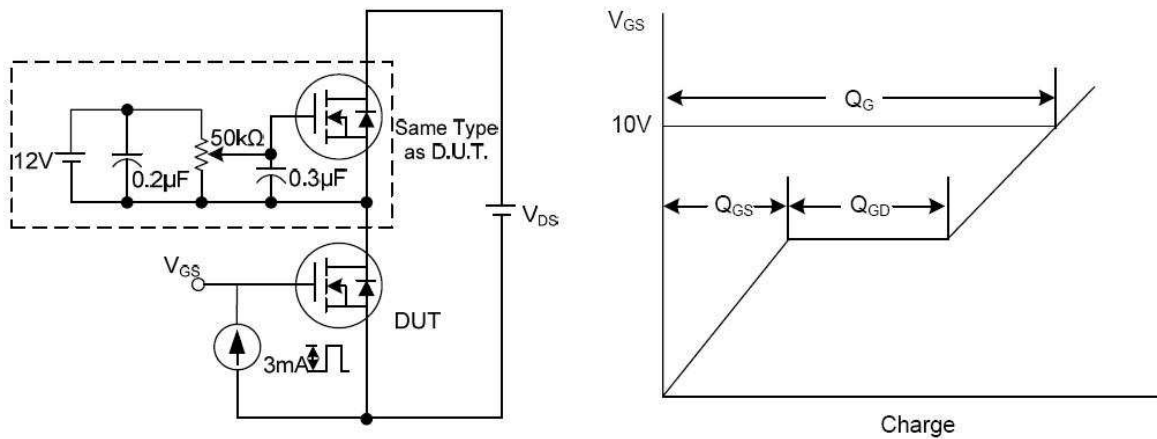 12V
0.2µF
50kΩ
0.3µF
Same Type
as D.U.T.
VDS
VGS
DUT
3mA
VGS
QG
10V
QGS
QGD
Charge